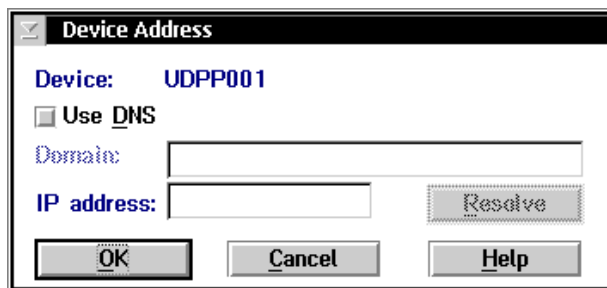 Device Address
Device: UDPP001
Use DNS
Domain:
IP address: Resolve
OK Cancel Help